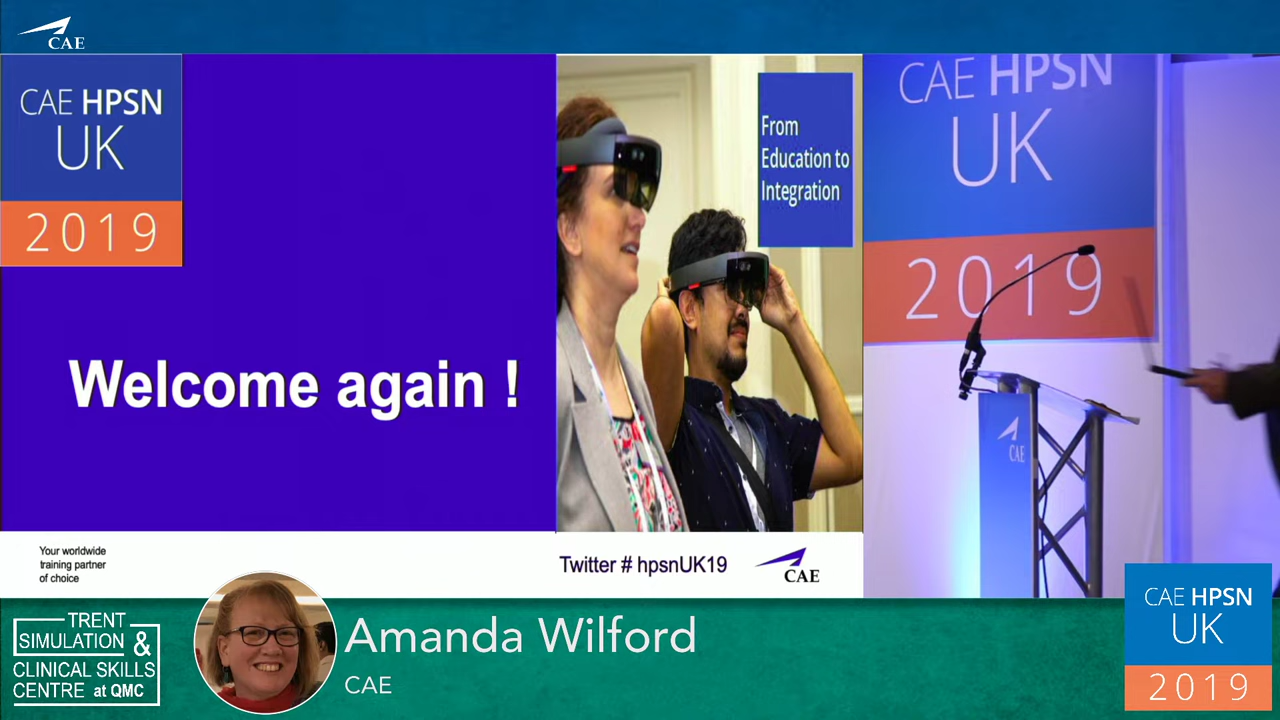 CAE
CAE HPSN
UK
2019
Welcome again !
From
Education to
Integration
CAE HPSN
UK
2019
CAE
Your worldwide
training partner
of choice
Twitter # hpsnUK19
CAE
TRENT
SIMULATION &
CLINICAL SKILLS
CENTRE at QMC
Amanda Wilford
CAE
CAE HPSN
UK
2019